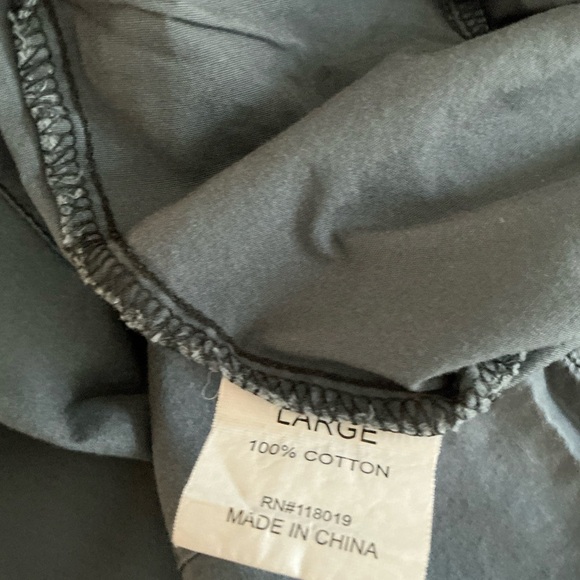 LARGE
100% COTTON
RN#118019
MADE IN CHINA